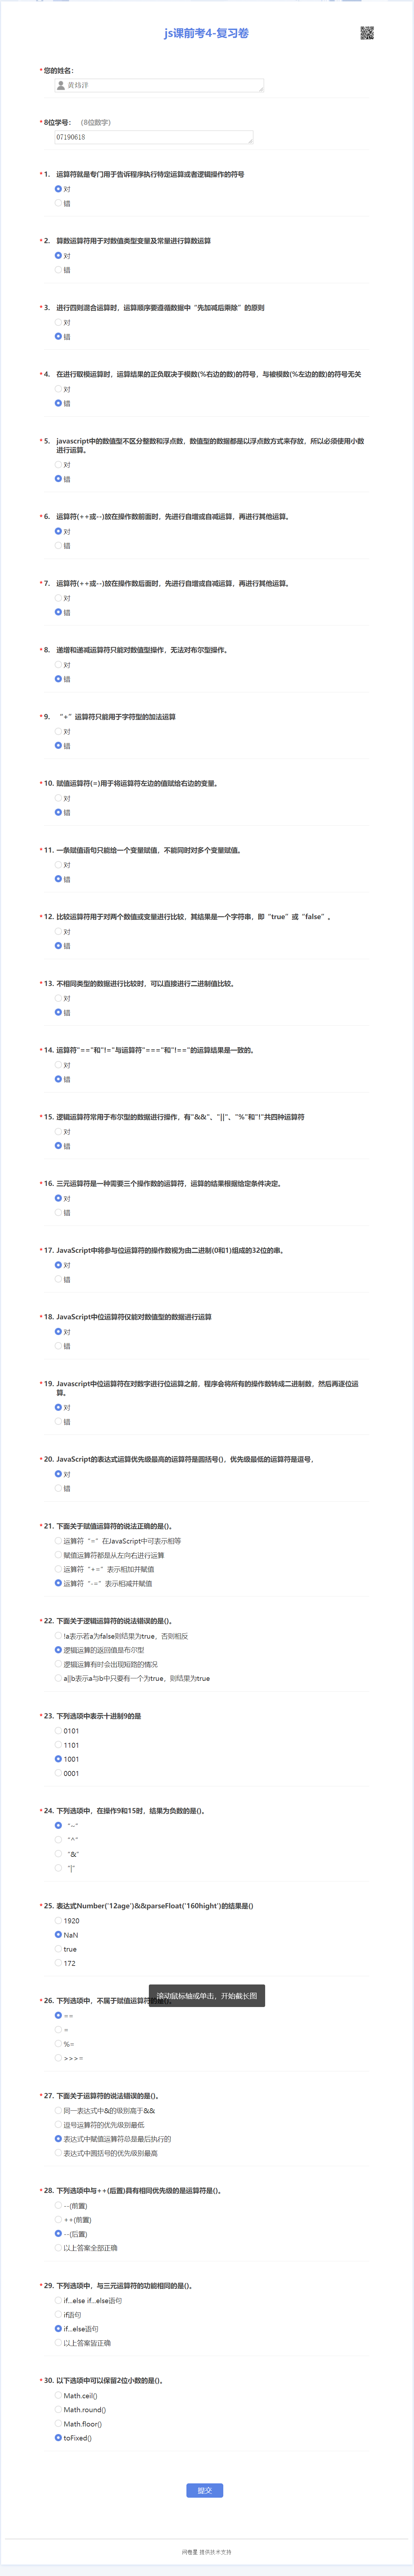 js课前考4-复习卷
*您的姓名：
黄炜洋
*8位学号： （8位数字）
07190618
*1. 运算符就是专门用于告诉程序执行特定运算或者逻辑操作的符号
对
错
*2. 算数运算符用于对数值类型变量及常量进行算数运算
对
错
*3. 进行四则混合运算时，运算顺序要遵循数据中“先加减后乘除”的原则
对
错
*4. 在进行取模运算时，运算结果的正负取决于模数(%右边的数)的符号，与被模数(%左边的数)的符号无关
对
错
*5. javascript中的数值型不区分整数和浮点数，数值型的数据都是以浮点数方式来存放，所以必须使用小数
进行运算。
对
错
*6. 运算符(++或--)放在操作数前面时，先进行自增或自减运算，再进行其他运算。
对
错
*7. 运算符(++或--)放在操作数后面时，先进行自增或自减运算，再进行其他运算。
对
错
*8. 递增和递减运算符只能对数值型操作，无法对布尔型操作。
对
错
*9. “+”运算符只能用于字符型的加法运算
对
错
*10. 赋值运算符(=)用于将运算符左边的值赋给右边的变量。
对
错
*11. 一条赋值语句只能给一个变量赋值，不能同时对多个变量赋值。
对
错
*12. 比较运算符用于对两个数值或变量进行比较，其结果是一个字符串，即“true”或“false”。
对
错
*13. 不相同类型的数据进行比较时，可以直接进行二进制值比较。
对
错
*14. 运算符"=="和"!="与运算符"==="和"!=="的运算结果是一致的。
对
错
*15. 逻辑运算符常用于布尔型的数据进行操作，有"&&"、"||"、"%"和"!"共四种运算符
对
错
*16. 三元运算符是一种需要三个操作数的运算符，运算的结果根据给定条件决定。
对
错
*17. JavaScript中将参与位运算符的操作数视为由二进制(0和1)组成的32位的串。
对
错
*18. JavaScript中位运算符仅能对数值型的数据进行运算
对
错
*19. Javascript中位运算符在对数字进行位运算之前，程序会将所有的操作数转成二进制数，然后再逐位运
算。
对
错
*20. JavaScript的表达式运算优先级最高的运算符是圆括号()，优先级最低的运算符是逗号，
对
错
*21. 下面关于赋值运算符的说法正确的是()。
运算符“=”在JavaScript中可表示相等
赋值运算符都是从左向右进行运算
运算符“+=”表示相加并赋值
运算符“-=”表示相减并赋值
*22. 下面关于逻辑运算符的说法错误的是()。
!a表示若a为false则结果为true，否则相反
逻辑运算的返回值是布尔型
逻辑运算有时会出现短路的情况
a||b表示a与b中只要有一个为true，则结果为true
*23. 下列选项中表示十进制9的是
0101
1101
1001
0001
*24. 下列选项中，在操作9和15时，结果为负数的是()。
“~”
“^”
“&”
“|”
*25. 表达式Number('12age')&&parseFloat('160hight')的结果是()
1920
NaN
true
172
*26. 下列选项中，不属于赋值运算符的是()。
滚动鼠标轴或单击，开始截长图
==
=
%=
>>>=
*27. 下面关于运算符的说法错误的是()。
同一表达式中&的级别高于&&
逗号运算符的优先级别最低
表达式中赋值运算符总是最后执行的
表达式中圆括号的优先级别最高
*28. 下列选项中与++(后置)具有相同优先级的是运算符是()。
--(前置)
++(前置)
--(后置)
以上答案全部正确
*29. 下列选项中，与三元运算符的功能相同的是()。
if...else if...else语句
if语句
if...else语句
以上答案皆正确
*30. 以下选项中可以保留2位小数的是()。
Math.ceil()
Math.round()
Math.floor()
toFixed()
提交
问卷星 提供技术支持